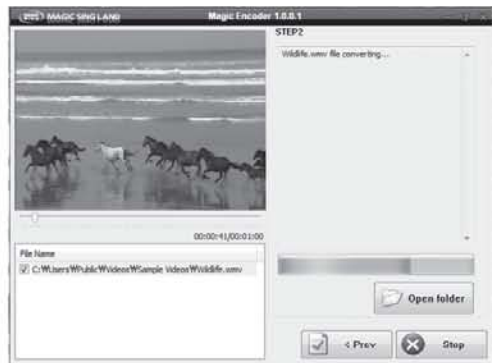 MAGIC SING LAND
Magic Encoder 1.0.0.1
STEP2
Wildlife.wmv file converting...
00:00:41/00:01:00
File Name
C:₩Users₩Public₩Videos₩Sample Videos₩Wildlife.wmv
Open folder
< Prev
Stop